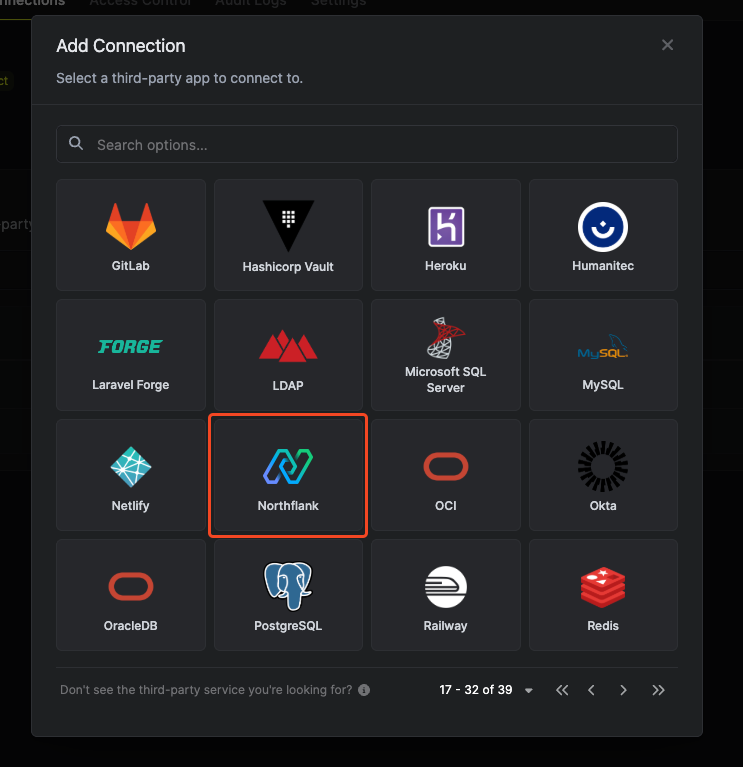 nnections Access Control Audit Logs Settings
Add Connection
Select a third-party app to connect to.
ct
Search options...
-party
GitLab
Hashicorp Vault
Heroku
Humanitec
FORGE
Laravel Forge
LDAP
Microsoft SQL
Server
MySQL
MySQL
Netlify
Northflank
OCI
Okta
OracleDB
PostgreSQL
Railway
Redis
Don't see the third-party service you're looking for?
17 - 32 of 39